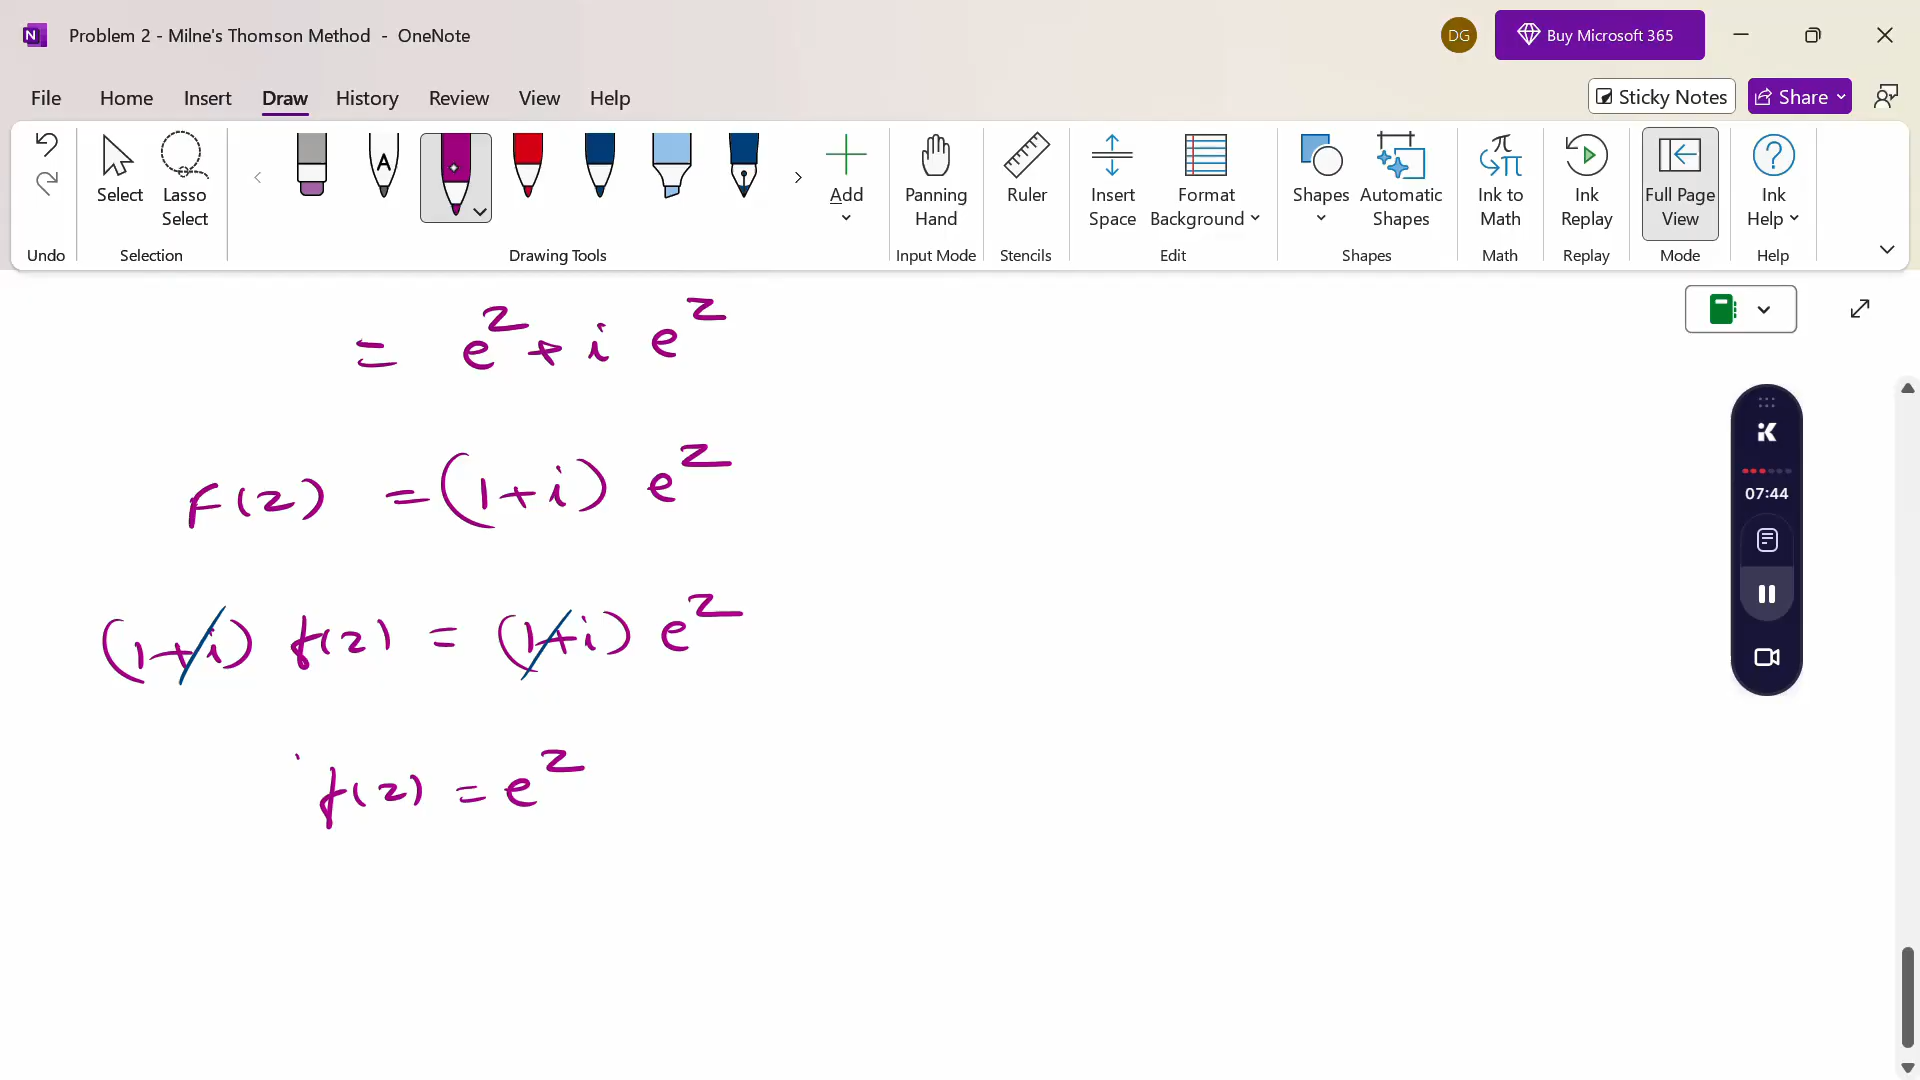 Problem 2 - Milne's Thomson Method - OneNote
DG
Buy Microsoft 365
File Home Insert Draw History Review View Help
Sticky Notes
Share
A
Select
Lasso Select
Add
Panning Hand
Ruler
Insert Space
Format Background
Shapes
Automatic Shapes
Ink to Math
Ink Replay
Full Page View
Ink Help
Undo
Selection
Drawing Tools
Input Mode
Stencils
Edit
Shapes
Math
Replay
Mode
Help
= e^z + i e^z
F(z) = (1+i) e^z
(1+i) f(z) = (1+i) e^z
f(z) = e^z
07:44